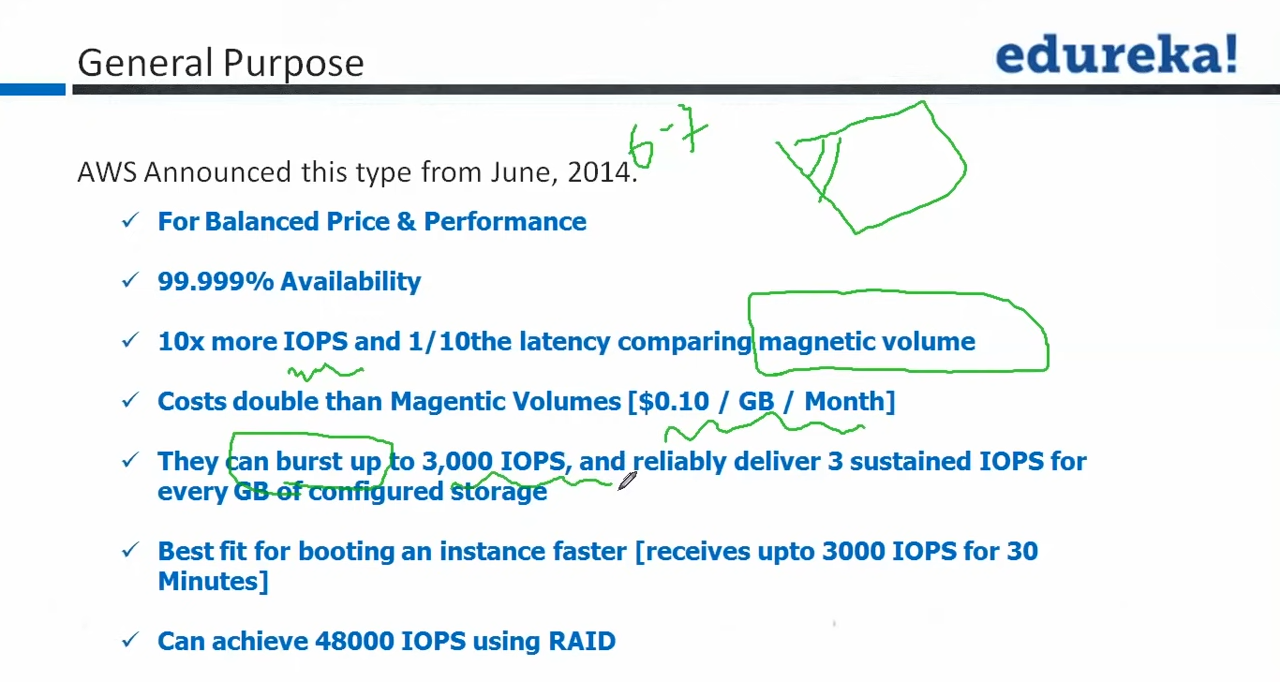 General Purpose
edureka!
6-7
AWS Announced this type from June, 2014.
✓ For Balanced Price & Performance
✓ 99.999% Availability
✓ 10x more IOPS and 1/10the latency comparing magnetic volume
✓ Costs double than Magentic Volumes [$0.10 / GB / Month]
✓ They can burst up to 3,000 IOPS, and reliably deliver 3 sustained IOPS for
every GB of configured storage
✓ Best fit for booting an instance faster [receives upto 3000 IOPS for 30
Minutes]
✓ Can achieve 48000 IOPS using RAID